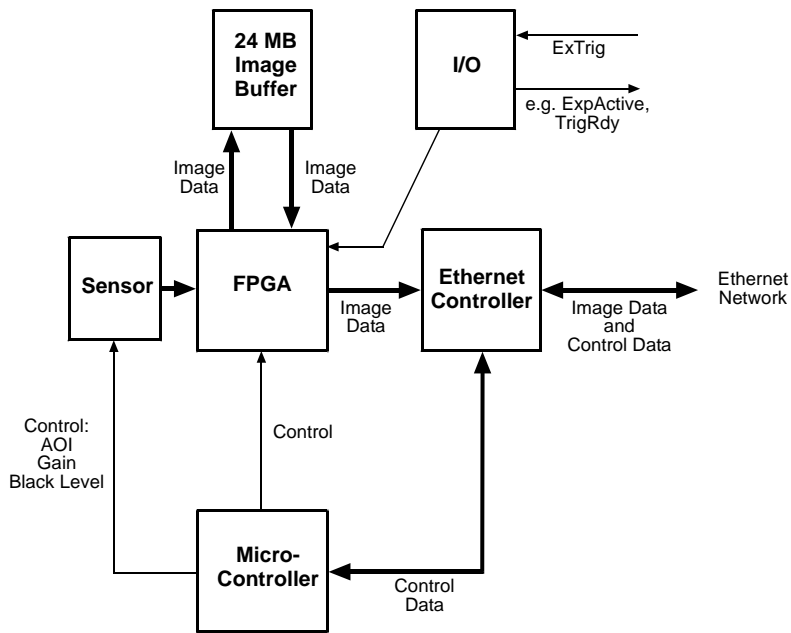 24 MB
Image
Buffer
I/O
ExTrig
e.g. ExpActive,
TrigRdy
Image
Data
Image
Data
Sensor
FPGA
Ethernet
Controller
Image
Data
Image Data
and
Control Data
Ethernet
Network
Control:
AOI
Gain
Black Level
Control
Micro-
Controller
Control
Data